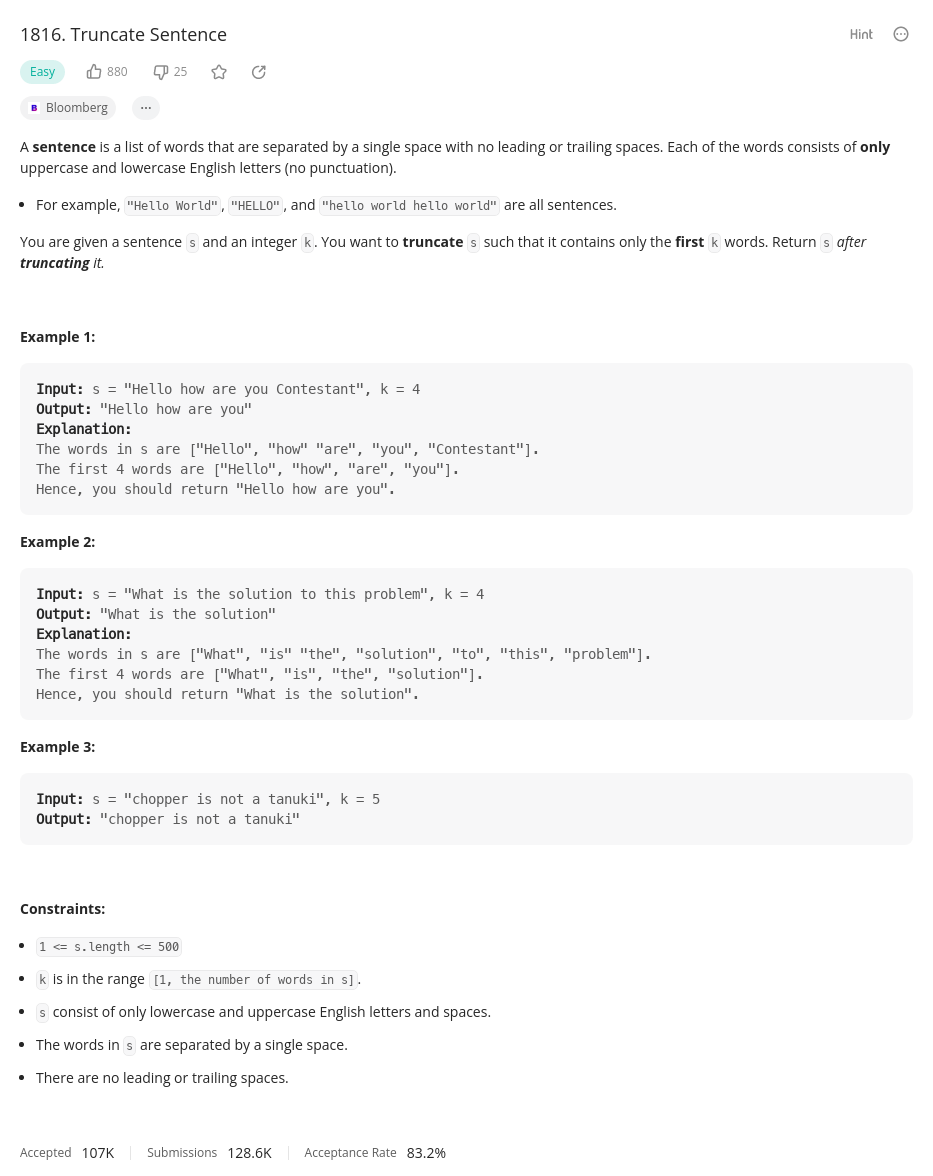 1816. Truncate Sentence
Hint
Easy
880
25
B Bloomberg
...
A sentence is a list of words that are separated by a single space with no leading or trailing spaces. Each of the words consists of only
uppercase and lowercase English letters (no punctuation).
• For example, "Hello World", "HELLO", and "hello world hello world" are all sentences.
You are given a sentence s and an integer k. You want to truncate s such that it contains only the first k words. Return s after
truncating it.
Example 1:
Input: s = "Hello how are you Contestant", k = 4
Output: "Hello how are you"
Explanation:
The words in s are ["Hello", "how" "are", "you", "Contestant"].
The first 4 words are ["Hello", "how", "are", "you"].
Hence, you should return "Hello how are you".
Example 2:
Input: s = "What is the solution to this problem", k = 4
Output: "What is the solution"
Explanation:
The words in s are ["What", "is" "the", "solution", "to", "this", "problem"].
The first 4 words are ["What", "is", "the", "solution"].
Hence, you should return "What is the solution".
Example 3:
Input: s = "chopper is not a tanuki", k = 5
Output: "chopper is not a tanuki"
Constraints:
• 1 <= s.length <= 500
• k is in the range [1, the number of words in s].
• s consist of only lowercase and uppercase English letters and spaces.
• The words in s are separated by a single space.
• There are no leading or trailing spaces.
Accepted 107K Submissions 128.6K Acceptance Rate 83.2%